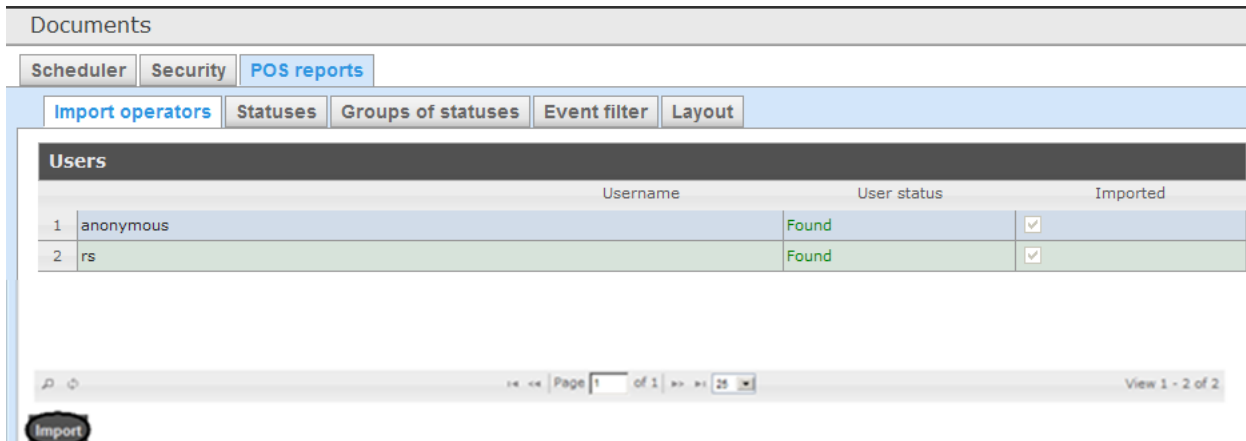 Documents
Scheduler Security POS reports
Import operators Statuses Groups of statuses Event filter Layout
Users
Username User status Imported
1 anonymous Found
2 rs Found
Page 1 of 1 25 View 1 - 2 of 2
Import